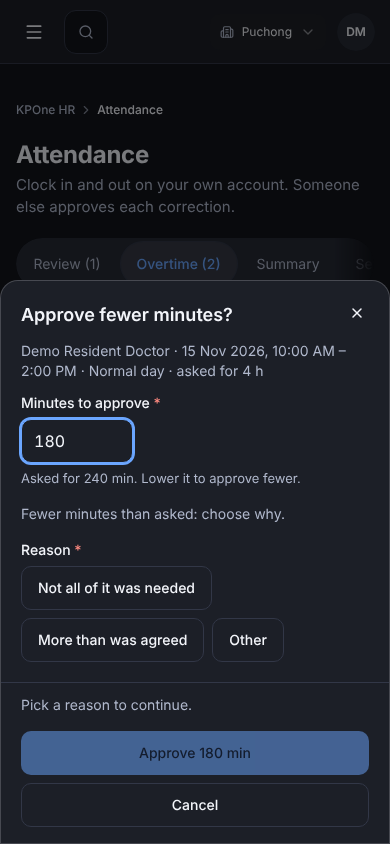 Puchong
DM
KPOne HR > Attendance
Attendance
Clock in and out on your own account. Someone
else approves each correction.
Review (1)
Overtime (2)
Summary
Se
Approve fewer minutes?
Demo Resident Doctor · 15 Nov 2026, 10:00 AM –
2:00 PM · Normal day · asked for 4 h
Minutes to approve *
180
Asked for 240 min. Lower it to approve fewer.
Fewer minutes than asked: choose why.
Reason *
Not all of it was needed
More than was agreed
Other
Pick a reason to continue.
Approve 180 min
Cancel